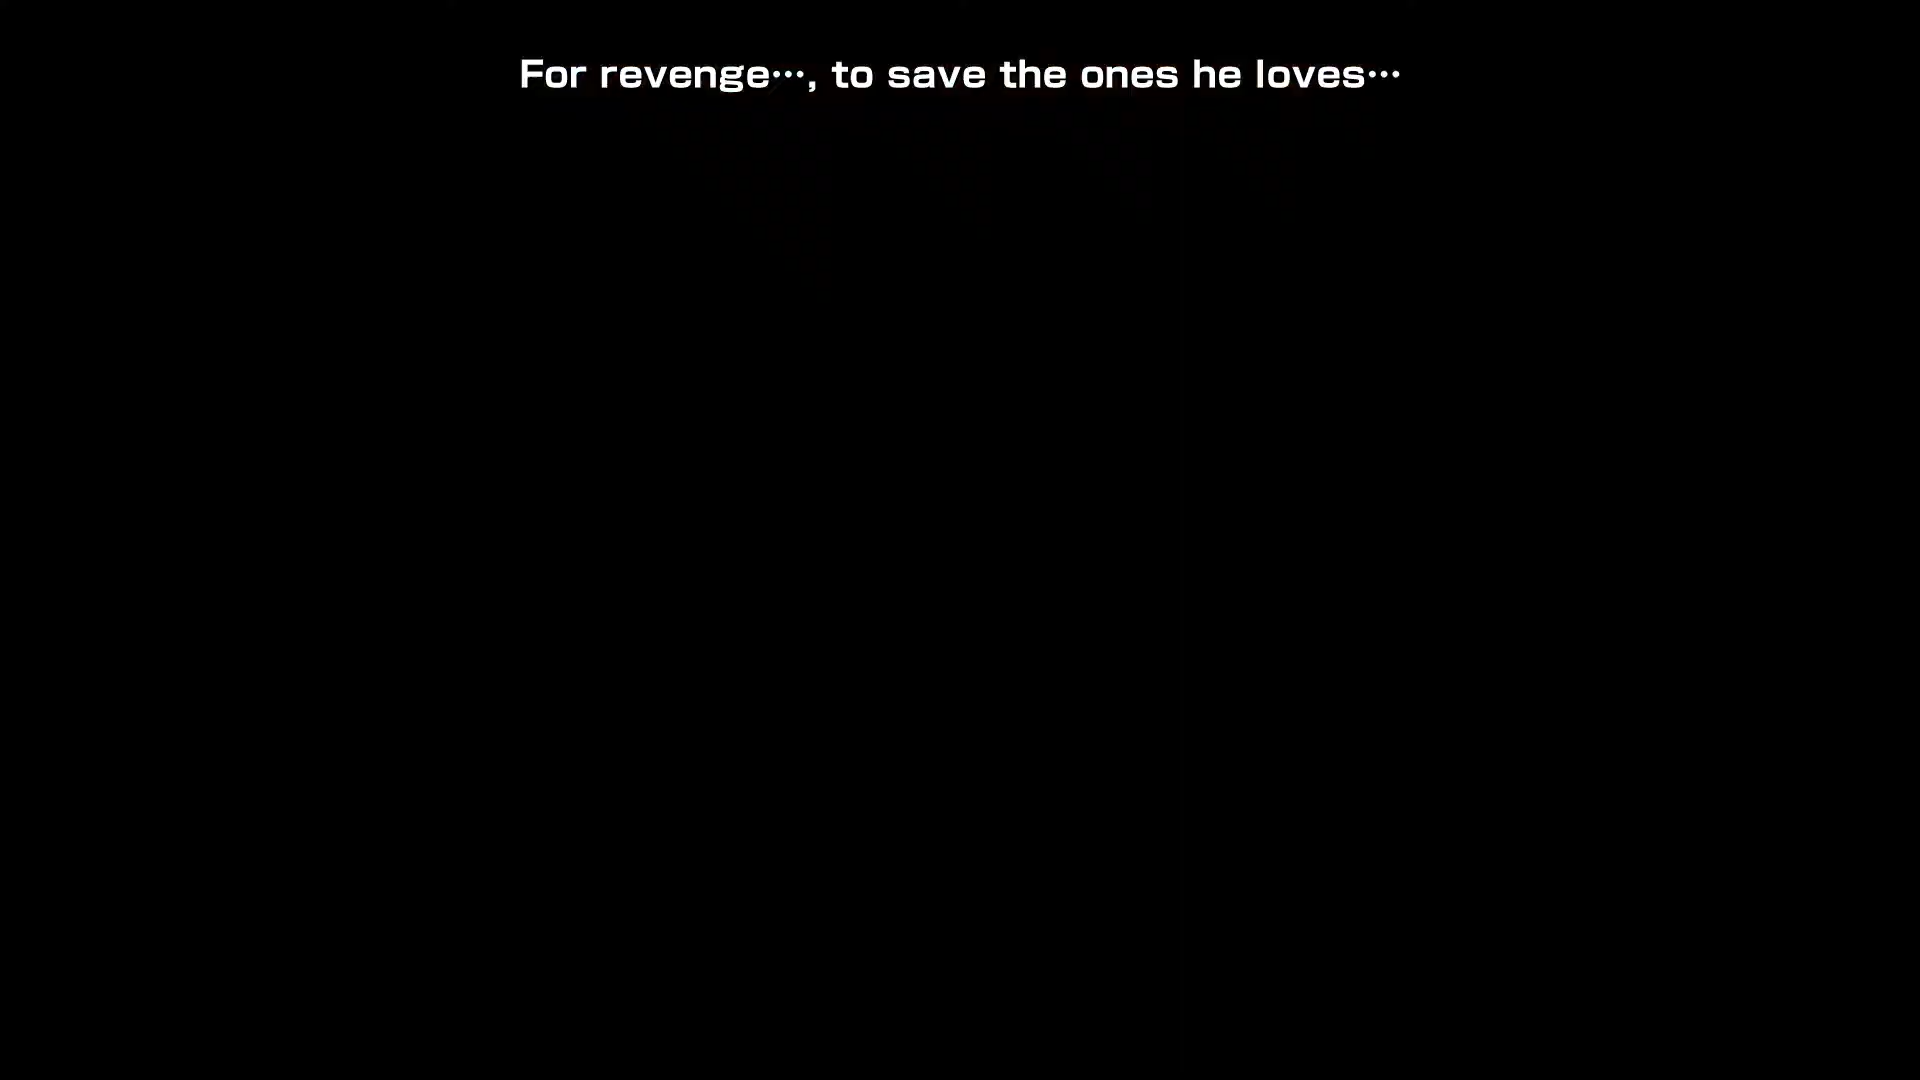 For revenge…, to save the ones he loves…